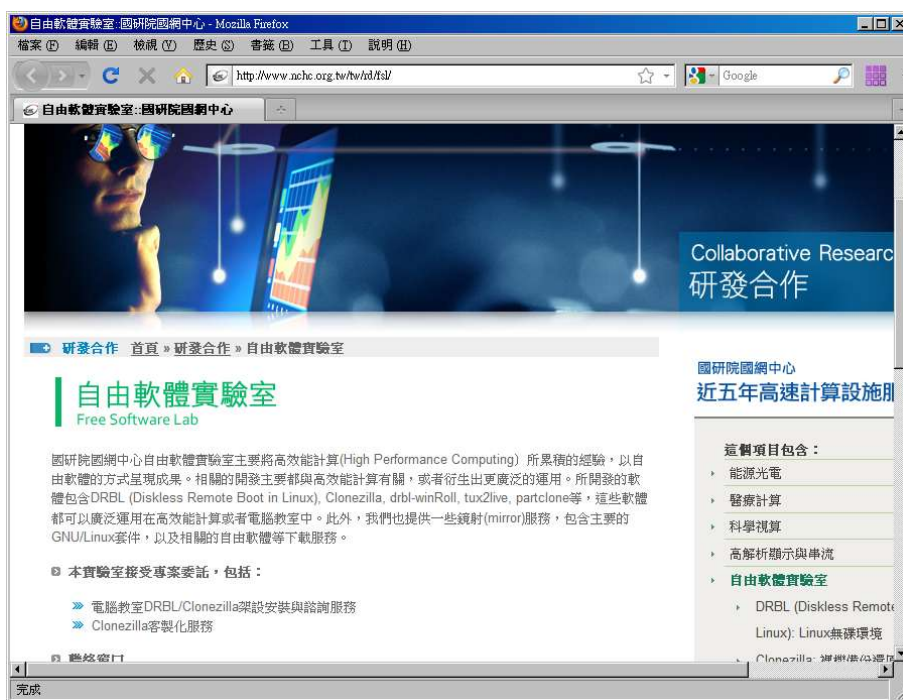 自由軟體實驗室::國研院國網中心 - Mozilla Firefox
檔案(F) 編輯(E) 檢視(V) 歷史(S) 書籤(B) 工具(T) 說明(H)
http://www.nchc.org.tw/tw/rd/fsl/
Google
自由軟體實驗室::國研院國網中心
Collaborative Researc
研發合作
研發合作 首頁 » 研發合作 » 自由軟體實驗室
自由軟體實驗室
Free Software Lab
國研院國網中心自由軟體實驗室主要將高效能計算(High Performance Computing) 所累積的經驗，以自
由軟體的方式呈現成果。相關的開發主要都與高效能計算有關，或者衍生出更廣泛的運用。所開發的軟
體包含DRBL (Diskless Remote Boot in Linux), Clonezilla, drbl-winRoll, tux2live, partclone等，這些軟體
都可以廣泛運用在高效能計算或者電腦教室中。此外，我們也提供一些鏡射(mirror)服務，包含主要的
GNU/Linux套件，以及相關的自由軟體等下載服務。
本實驗室接受專案委託，包括：
電腦教室DRBL/Clonezilla架設安裝與諮詢服務
Clonezilla客製化服務
聯絡窗口
國研院國網中心
近五年高速計算設施服
這個項目包含：
能源光電
醫療計算
科學視算
高解析顯示與串流
自由軟體實驗室
DRBL (Diskless Remote
Linux): Linux無碟環境
Clonezilla: 裸機備份還原
完成